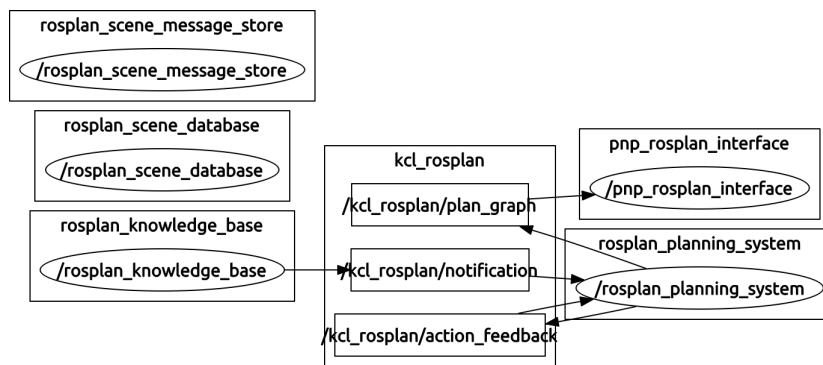 rosplan_scene_message_store
/rosplan_scene_message_store
rosplan_scene_database
/rosplan_scene_database
rosplan_knowledge_base
/rosplan_knowledge_base
kcl_rosplan
/kcl_rosplan/plan_graph
/kcl_rosplan/notification
/kcl_rosplan/action_feedback
pnp_rosplan_interface
/pnp_rosplan_interface
rosplan_planning_system
/rosplan_planning_system